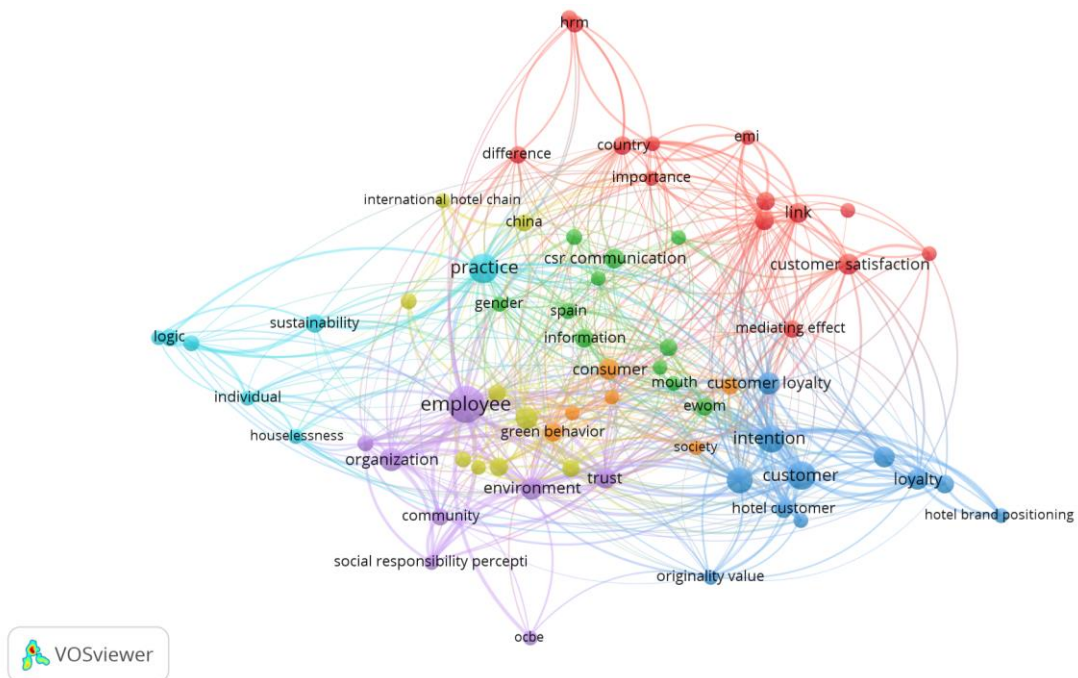 hrm
emi
country
difference
importance
international hotel chain
link
china
csr communication
practice
customer satisfaction
gender
spain
sustainability
mediating effect
logic
information
consumer
mouth
customer loyalty
individual
employee
ewom
green behavior
houselessness
intention
society
organization
trust
customer
loyalty
environment
hotel customer
community
hotel brand positioning
social responsibility percepti
originality value
ocbe
VOSviewer